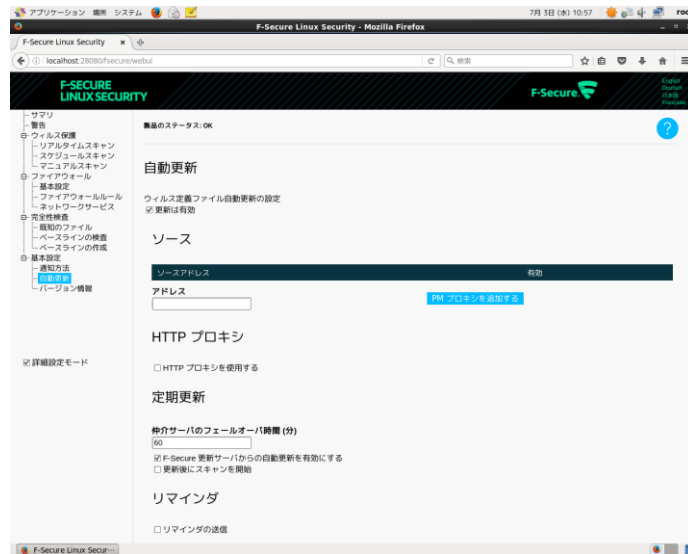 アプリケーション 場所 システム
7月 3日 (水) 10:57
F-Secure Linux Security - Mozilla Firefox
F-Secure Linux Security
localhost:28080/fsecure/webui
検索
F-SECURE
LINUX SECURITY
F-Secure
English
Deutsch
日本語
Français
サマリ
警告
ウィルス保護
リアルタイムスキャン
スケジュールスキャン
マニュアルスキャン
ファイアウォール
基本設定
ファイアウォールルール
ネットワークサービス
完全性検査
既知のファイル
ベースラインの検査
ベースラインの作成
基本設定
通知方法
自動更新
バージョン情報
詳細設定モード
製品のステータス: OK
?
自動更新
ウィルス定義ファイル自動更新の設定
更新は有効
ソース
ソースアドレス 有効
アドレス
PM プロキシを追加する
HTTP プロキシ
HTTP プロキシを使用する
定期更新
仲介サーバのフェールオーバ時間 (分)
60
F-Secure 更新サーバからの自動更新を有効にする
更新後にスキャンを開始
リマインダ
リマインダの送信
F-Secure Linux Secur…